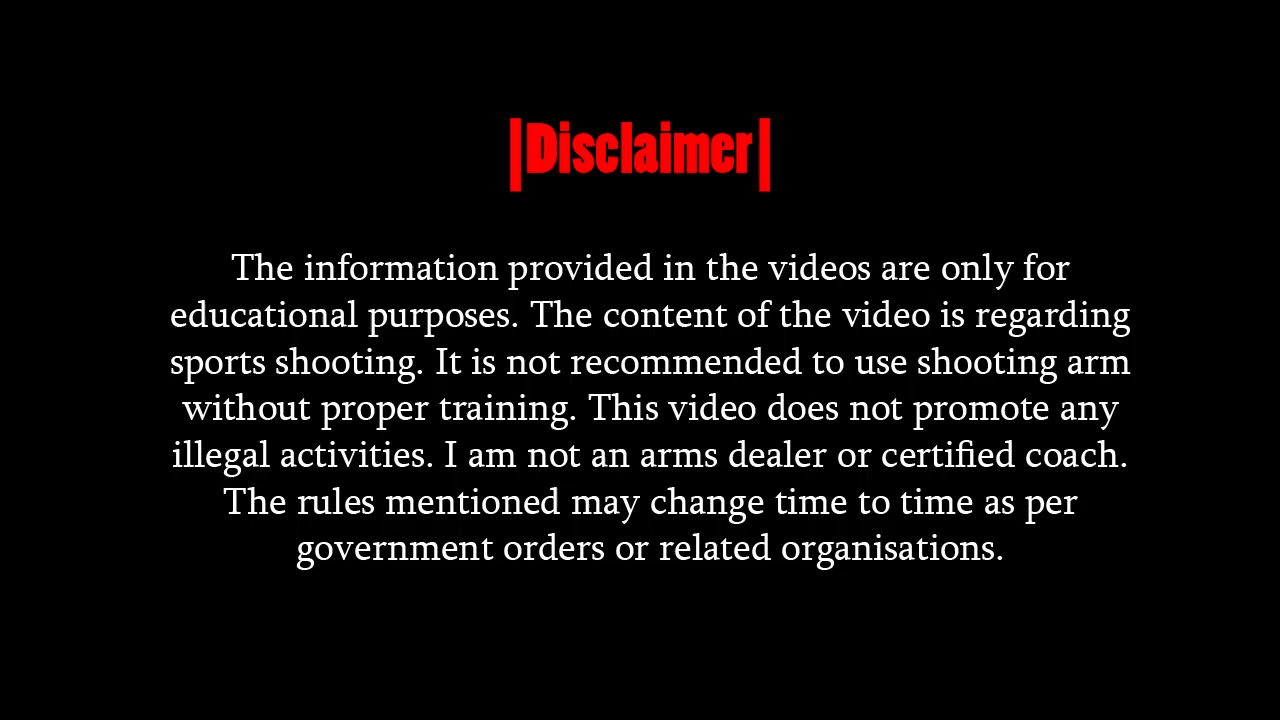 |Disclaimer|
The information provided in the videos are only for
educational purposes. The content of the video is regarding
sports shooting. It is not recommended to use shooting arm
without proper training. This video does not promote any
illegal activities. I am not an arms dealer or certified coach.
The rules mentioned may change time to time as per
government orders or related organisations.